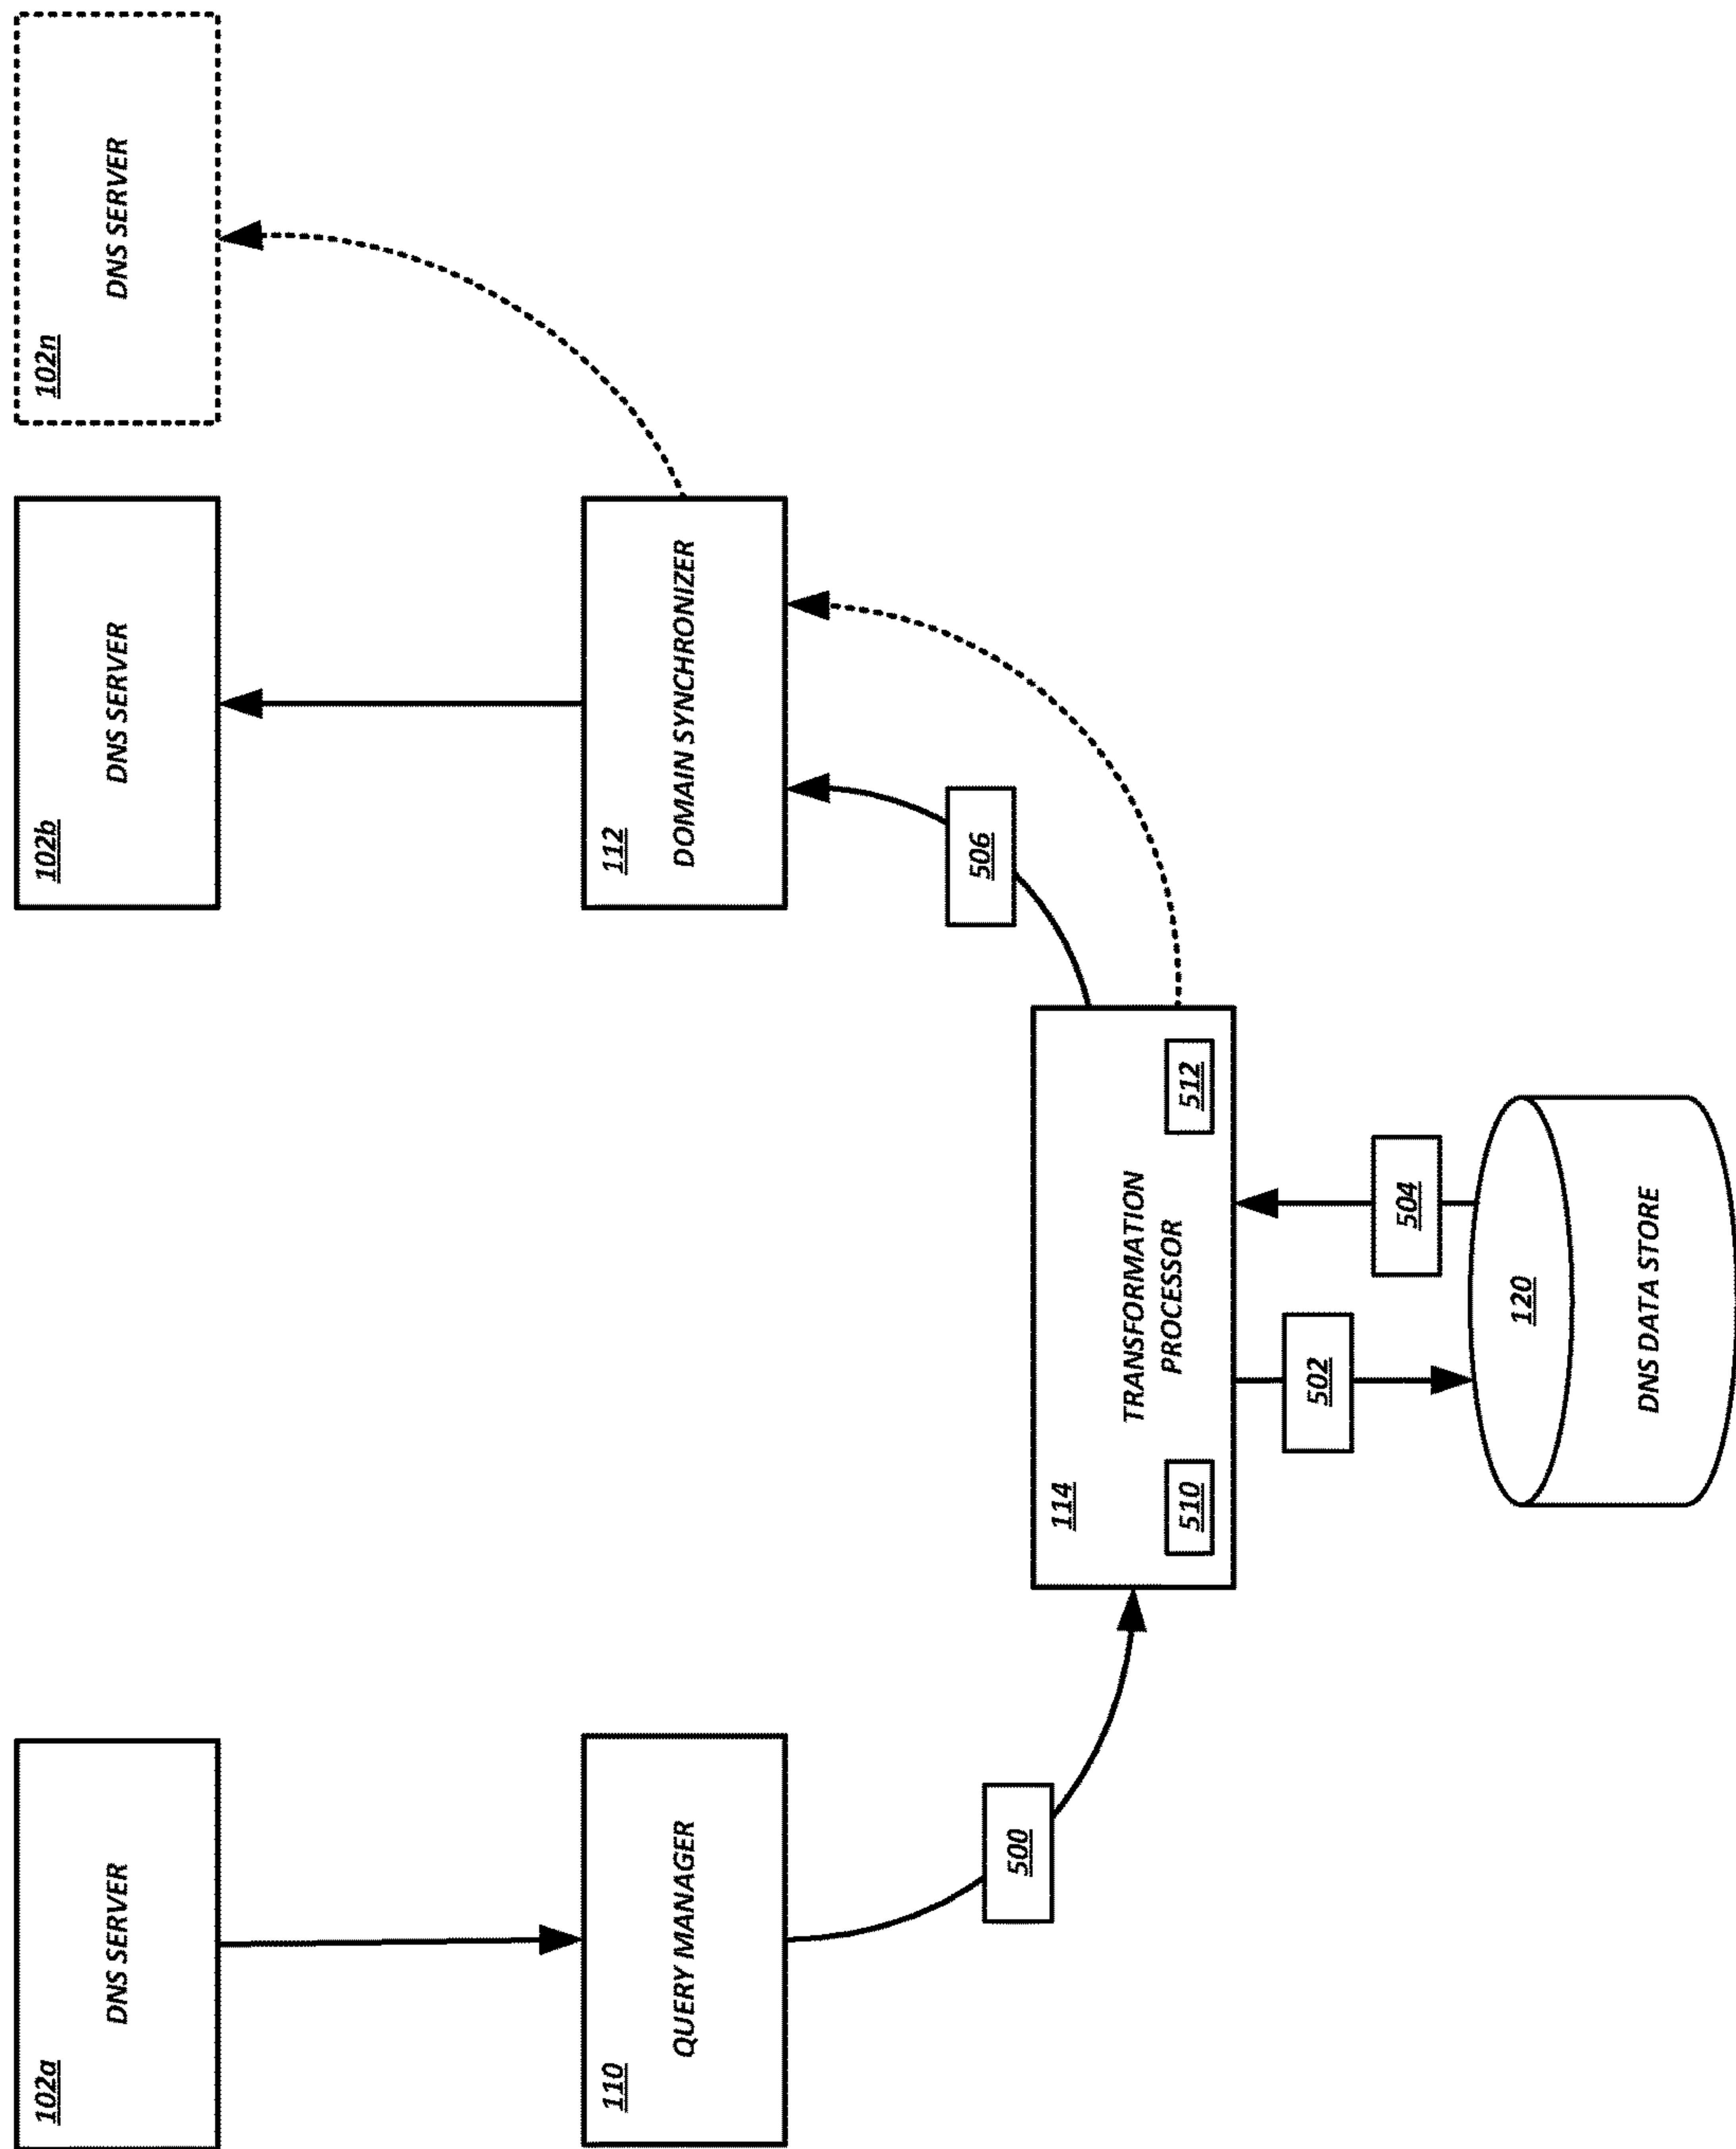 102a
DNS SERVER
102b
DNS SERVER
102n
DNS SERVER
110
QUERY MANAGER
112
DOMAIN SYNCHRONIZER
500
506
114
TRANSFORMATION
PROCESSOR
510
512
502
504
120
DNS DATA STORE